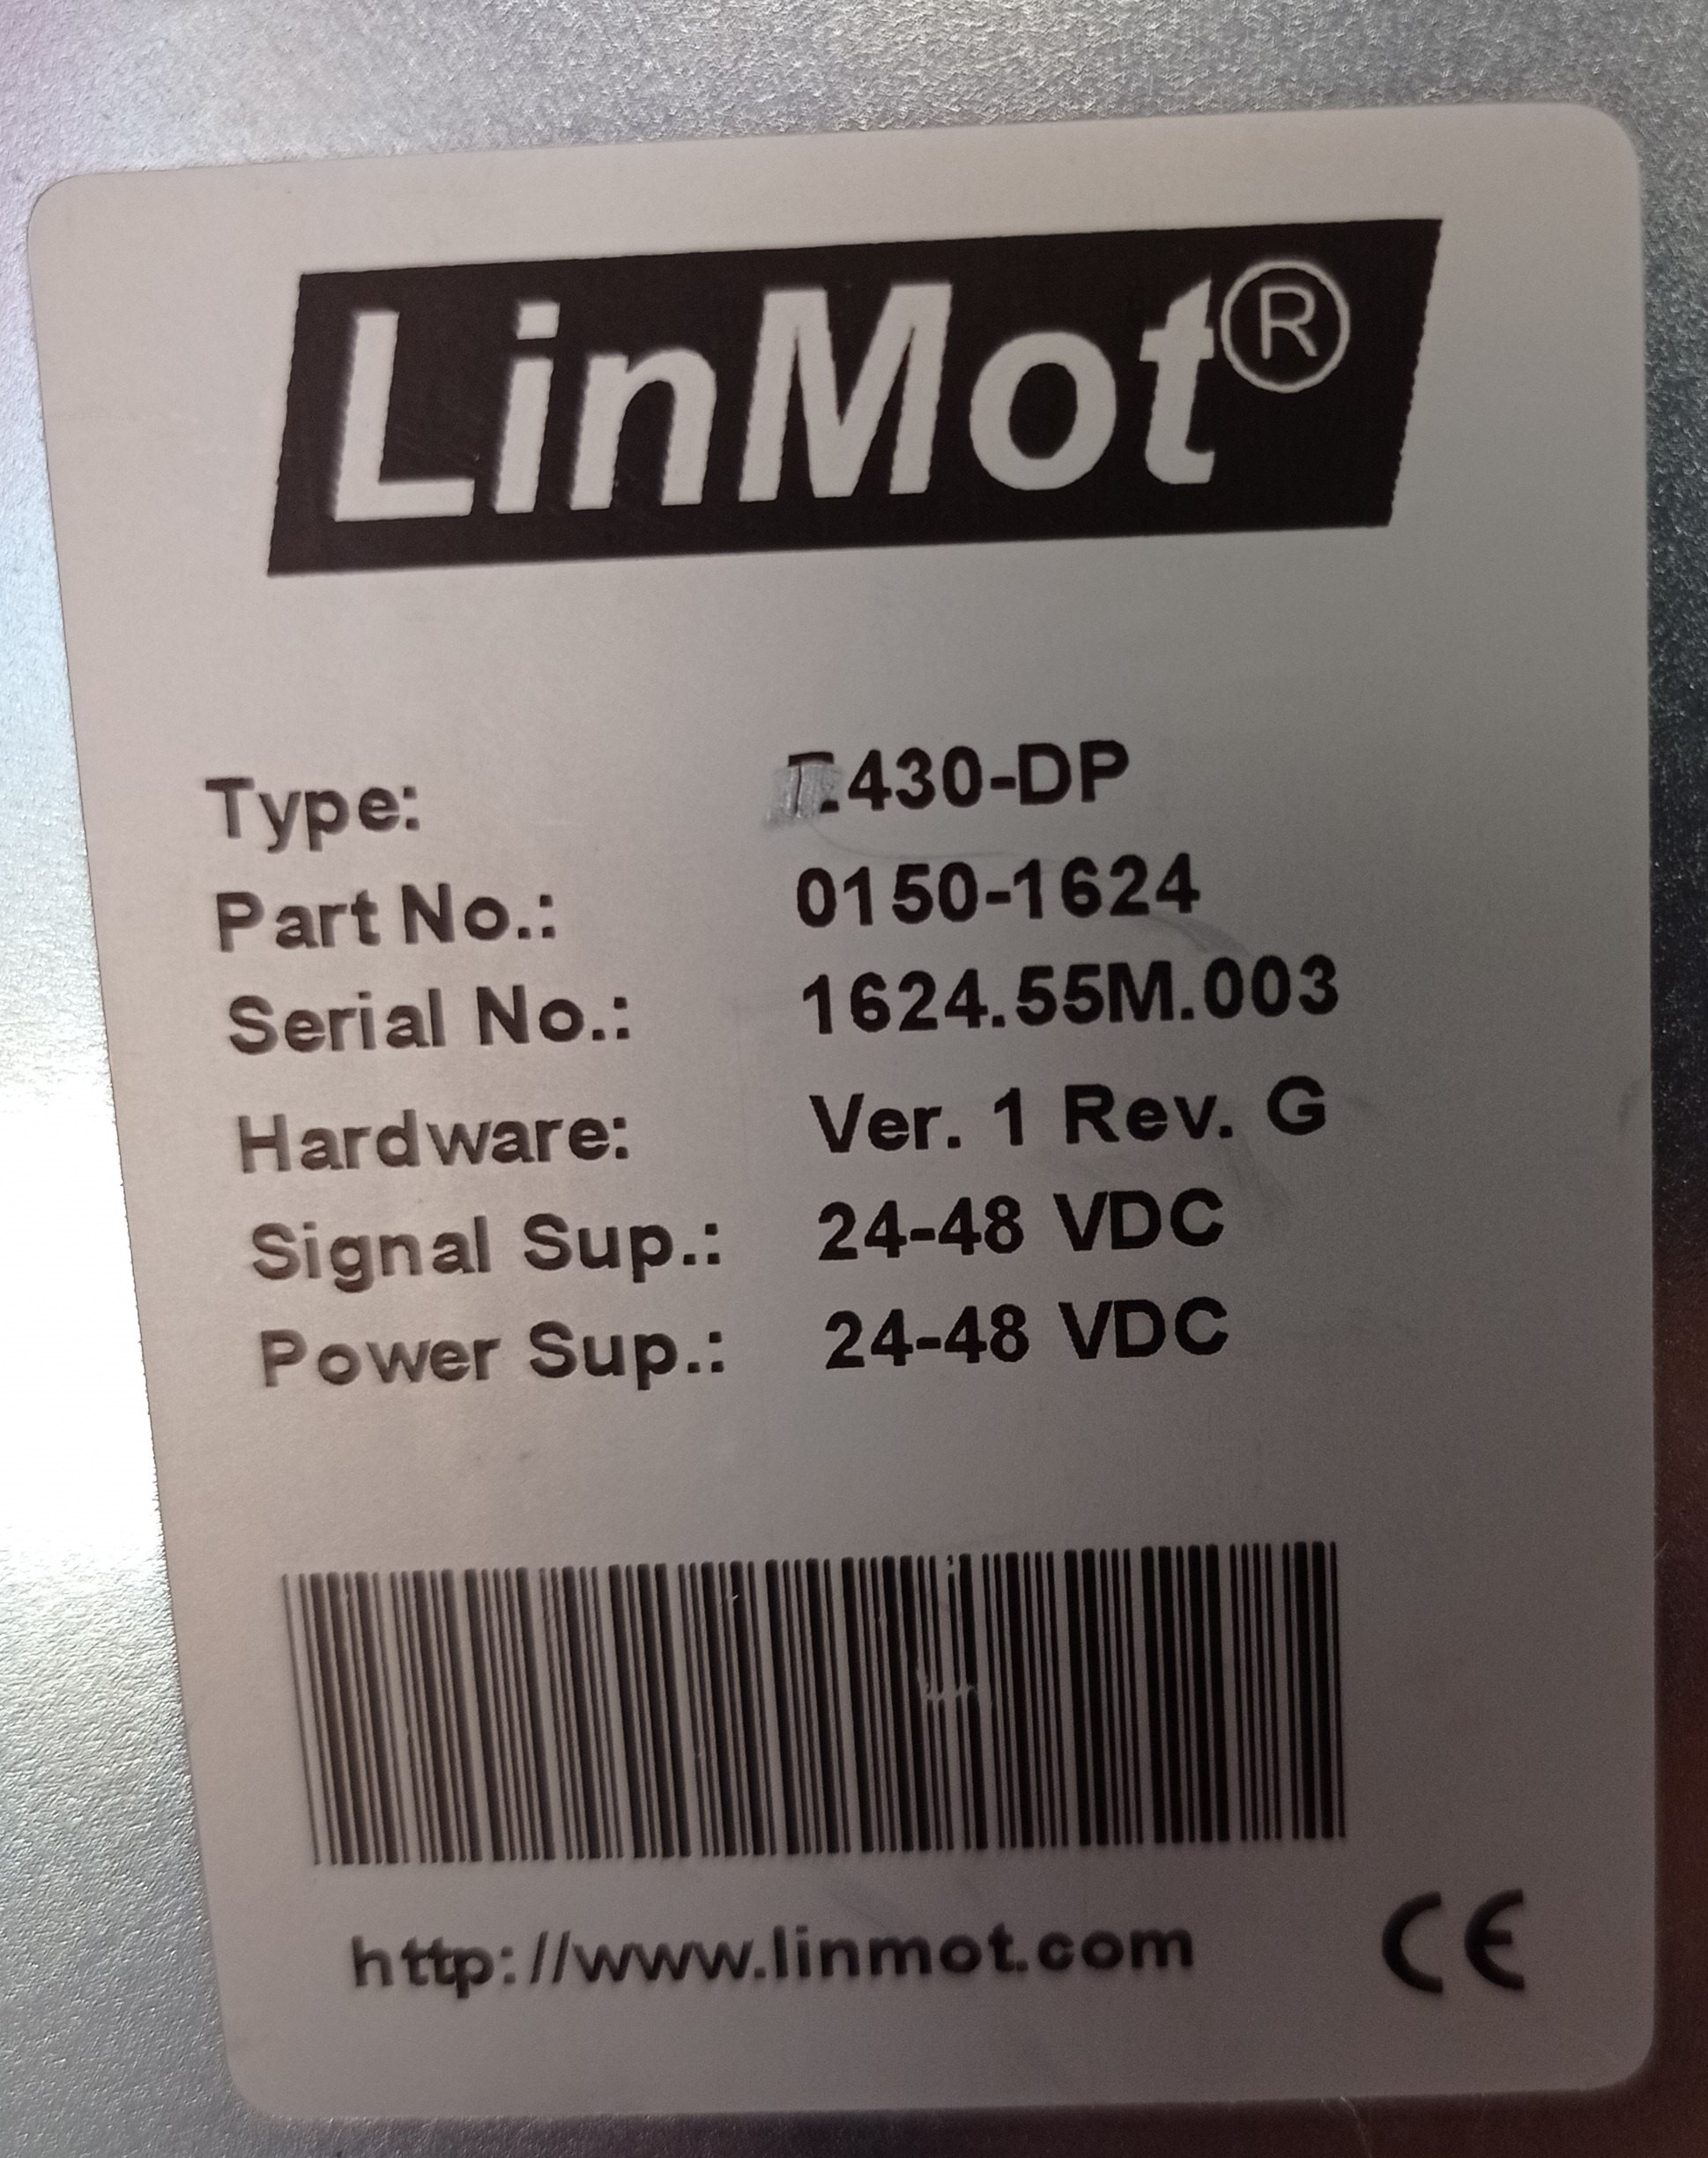 LinMot®
Type: E430-DP
Part No.: 0150-1624
Serial No.: 1624.55M.003
Hardware: Ver. 1 Rev. G
Signal Sup.: 24-48 VDC
Power Sup.: 24-48 VDC
http://www.linmot.com CE